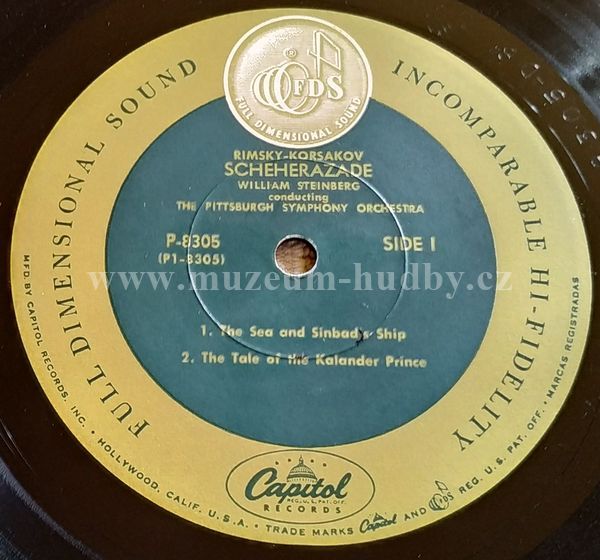 FDS
FULL DIMENSIONAL SOUND
FULL DIMENSIONAL SOUND
INCOMPARABLE HI-FIDELITY
RIMSKY-KORSAKOV
SCHEHERAZADE
WILLIAM STEINBERG
conducting
THE PITTSBURGH SYMPHONY ORCHESTRA
P-8305
(P1-8305)
SIDE 1
www.muzeum-hudby.cz
1. The Sea and Sinbad's Ship
2. The Tale of the Kalander Prince
Capitol
REG. U.S. PAT. OFF.
RECORDS
MFD. BY CAPITOL RECORDS, INC. • HOLLYWOOD, CALIF. U.S.A. • TRADE MARKS Capitol AND FDS REG. U.S. PAT. OFF. • MARCAS REGISTRADAS